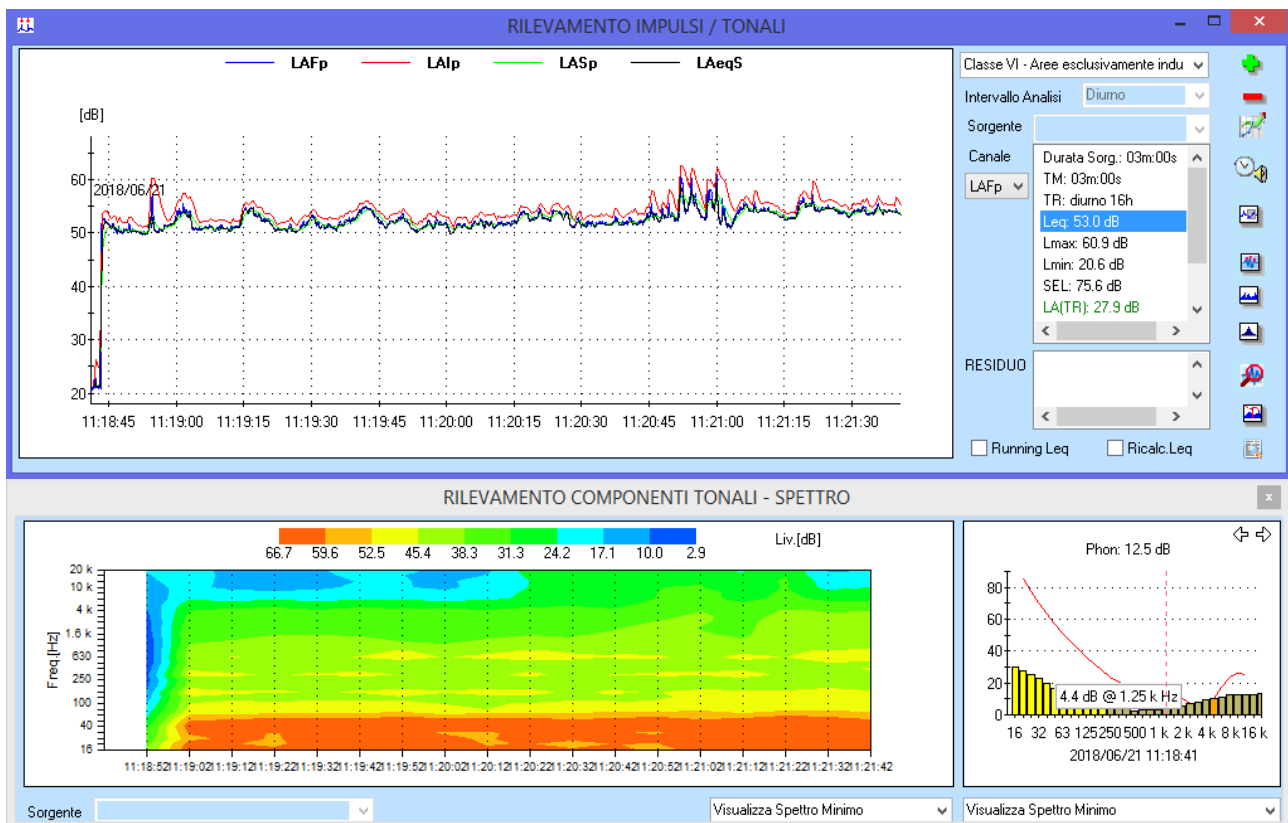 RILEVAMENTO IMPULSI / TONALI
LAFp LAIp LASp LAeqS
[dB]
60
50
40
30
20
2018/06/21
11:18:45 11:19:00 11:19:15 11:19:30 11:19:45 11:20:00 11:20:15 11:20:30 11:20:45 11:21:00 11:21:15 11:21:30
Classe VI - Aree esclusivamente indu
Intervallo Analisi Diurno
Sorgente
Canale
LAFp
Durata Sorg.: 03m:00s
TM: 03m:00s
TR: diurno 16h
Leq: 53.0 dB
Lmax: 60.9 dB
Lmin: 20.6 dB
SEL: 75.6 dB
LA(TR): 27.9 dB
RESIDUO
Running Leq Ricalc.Leq
RILEVAMENTO COMPONENTI TONALI - SPETTRO
66.7 59.6 52.5 45.4 38.3 31.3 24.2 17.1 10.0 2.9
Liv.[dB]
Freq.[Hz]
20 k
10 k
4 k
1.6 k
630
250
100
40
16
11:18:52 11:19:02 11:19:12 11:19:22 11:19:32 11:19:42 11:19:52 11:20:02 11:20:12 11:20:22 11:20:32 11:20:42 11:20:52 11:21:02 11:21:12 11:21:22 11:21:32 11:21:42
Sorgente
Visualizza Spettro Minimo
Phon: 12.5 dB
80
60
40
20
0
4.4 dB @ 1.25 k Hz
16 32 63 125 250 500 1 k 2 k 4 k 8 k 16 k
2018/06/21 11:18:41
Visualizza Spettro Minimo